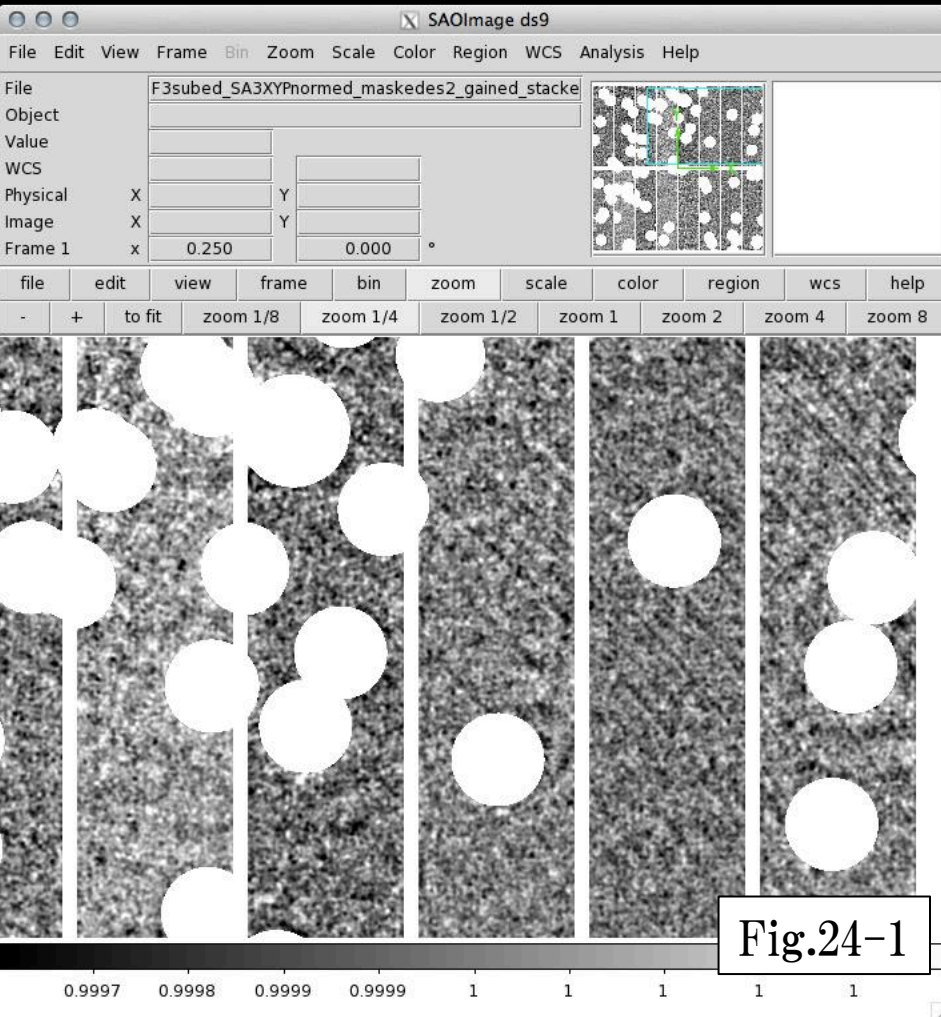 SAOImage ds9
File Edit View Frame Bin Zoom Scale Color Region WCS Analysis Help
File F3subed_SA3XYPnormed_maskedes2_gained_stacke
Object
Value
WCS
Physical X Y
Image X Y
Frame 1 x 0.250 0.000 °
file edit view frame bin zoom scale color region wcs help
- + to fit zoom 1/8 zoom 1/4 zoom 1/2 zoom 1 zoom 2 zoom 4 zoom 8
Fig.24-1
0.9997 0.9998 0.9999 0.9999 1 1 1 1 1